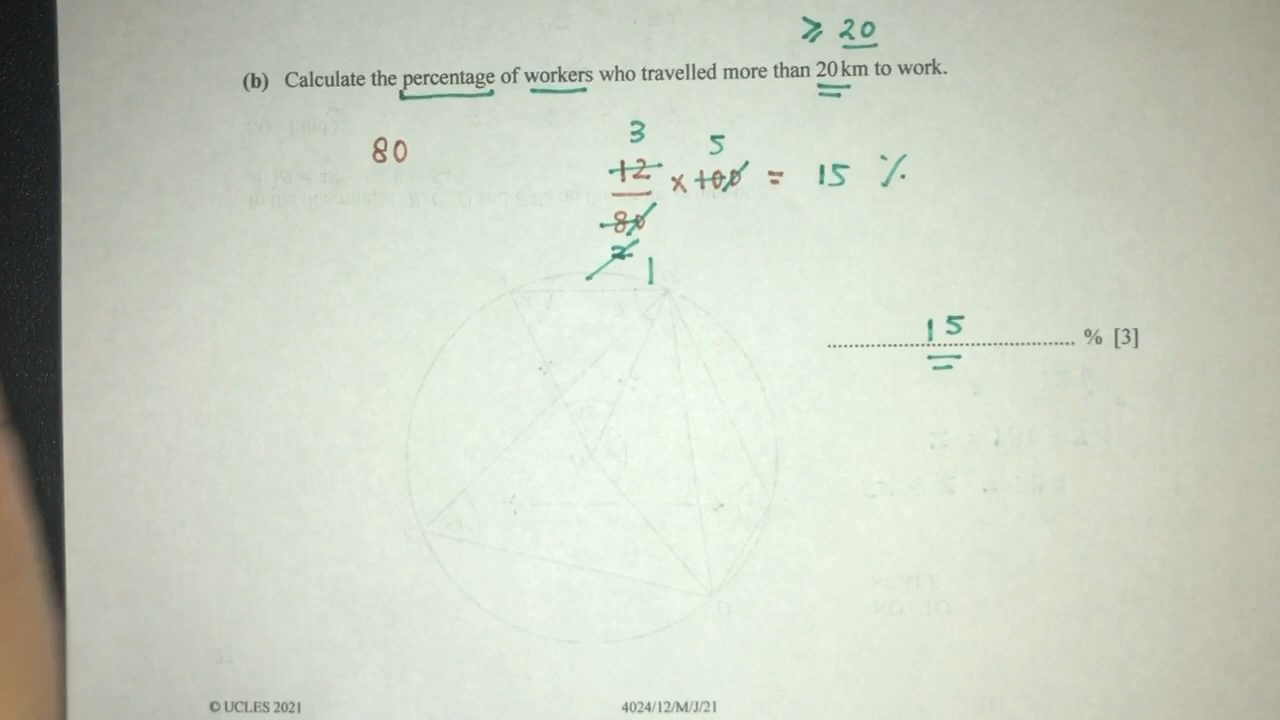 ⩾ 20
(b) Calculate the percentage of workers who travelled more than 20 km to work.
80
3 5
12 × 100 = 15 %
80
2 1
15 % [3]
© UCLES 2021 4024/12/M/J/21